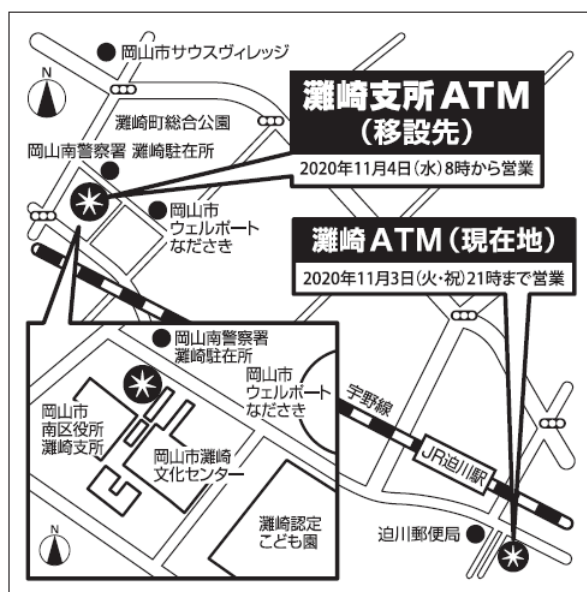 岡山市サウスヴィレッジ
N
灘崎町総合公園
灘崎支所ATM
(移設先)
2020年11月4日(水)8時から営業
岡山南警察署 灘崎駐在所
岡山市
ウェルポート
なださき
灘崎ATM(現在地)
2020年11月3日(火・祝)21時まで営業
岡山南警察署
灘崎駐在所
岡山市
ウェルポート
なださき
岡山市
南区役所
灘崎支所
岡山市灘崎
文化センター
灘崎認定
こども園
N
宇野線
JR迫川駅
迫川郵便局